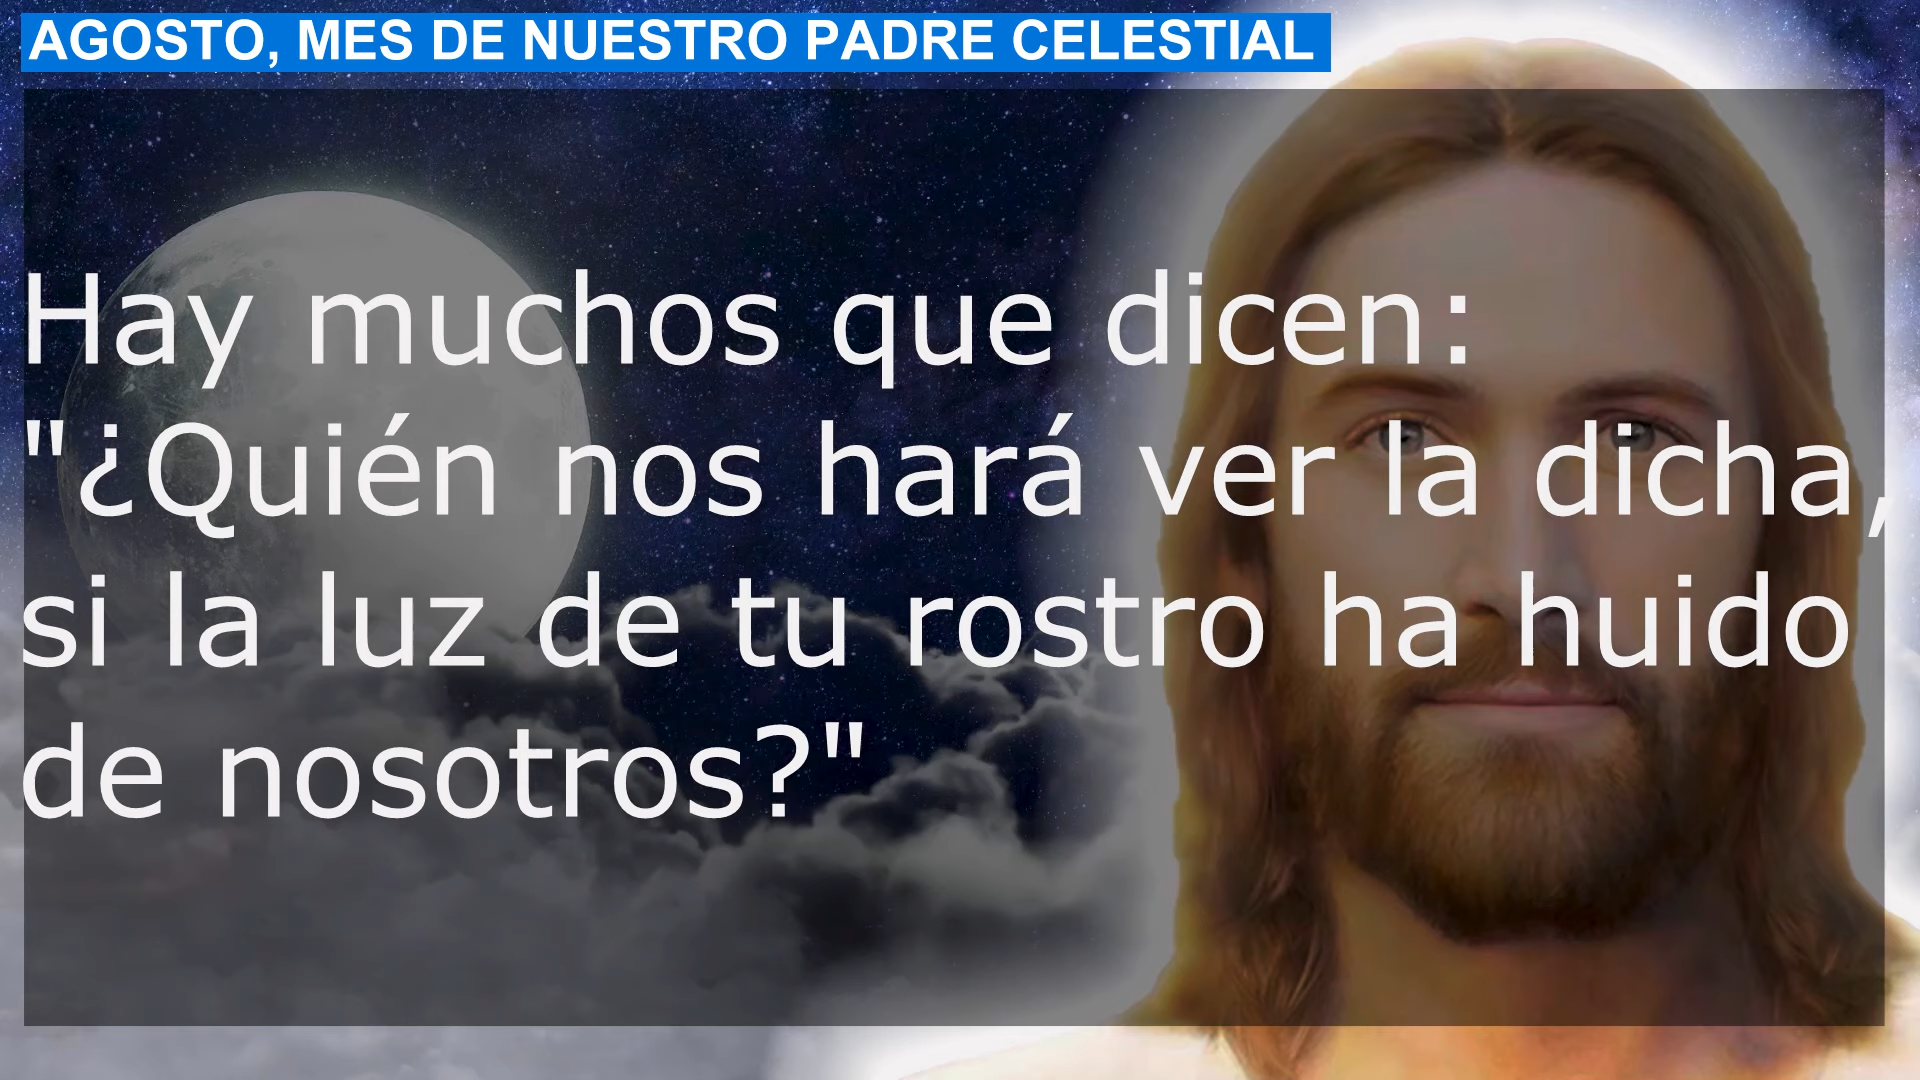 AGOSTO, MES DE NUESTRO PADRE CELESTIAL
Hay muchos que dicen:
"¿Quién nos hará ver la dicha,
si la luz de tu rostro ha huido
de nosotros?"